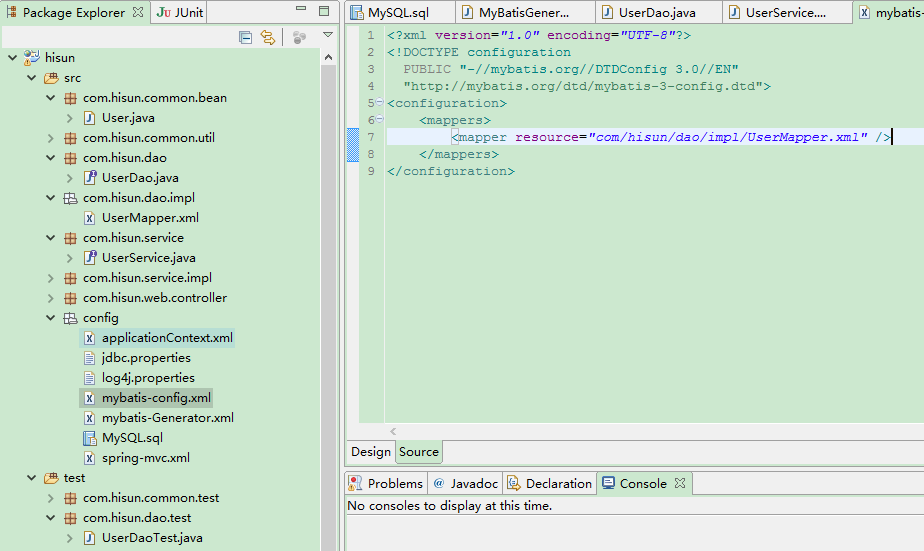 Package Explorer
JUnit
hisun
src
com.hisun.common.bean
User.java
com.hisun.common.util
com.hisun.dao
UserDao.java
com.hisun.dao.impl
UserMapper.xml
com.hisun.service
UserService.java
com.hisun.service.impl
com.hisun.web.controller
config
applicationContext.xml
jdbc.properties
log4j.properties
mybatis-config.xml
mybatis-Generator.xml
MySQL.sql
spring-mvc.xml
test
com.hisun.common.test
com.hisun.dao.test
UserDaoTest.java
MySQL.sql
MyBatisGener...
UserDao.java
UserService....
mybatis-
1 <?xml version="1.0" encoding="UTF-8"?>
2 <!DOCTYPE configuration
3 PUBLIC "-//mybatis.org//DTDConfig 3.0//EN"
4 "http://mybatis.org/dtd/mybatis-3-config.dtd">
5 <configuration>
6 <mappers>
7 <mapper resource="com/hisun/dao/impl/UserMapper.xml" />
8 </mappers>
9 </configuration>
Design
Source
Problems
@ Javadoc
Declaration
Console
No consoles to display at this time.